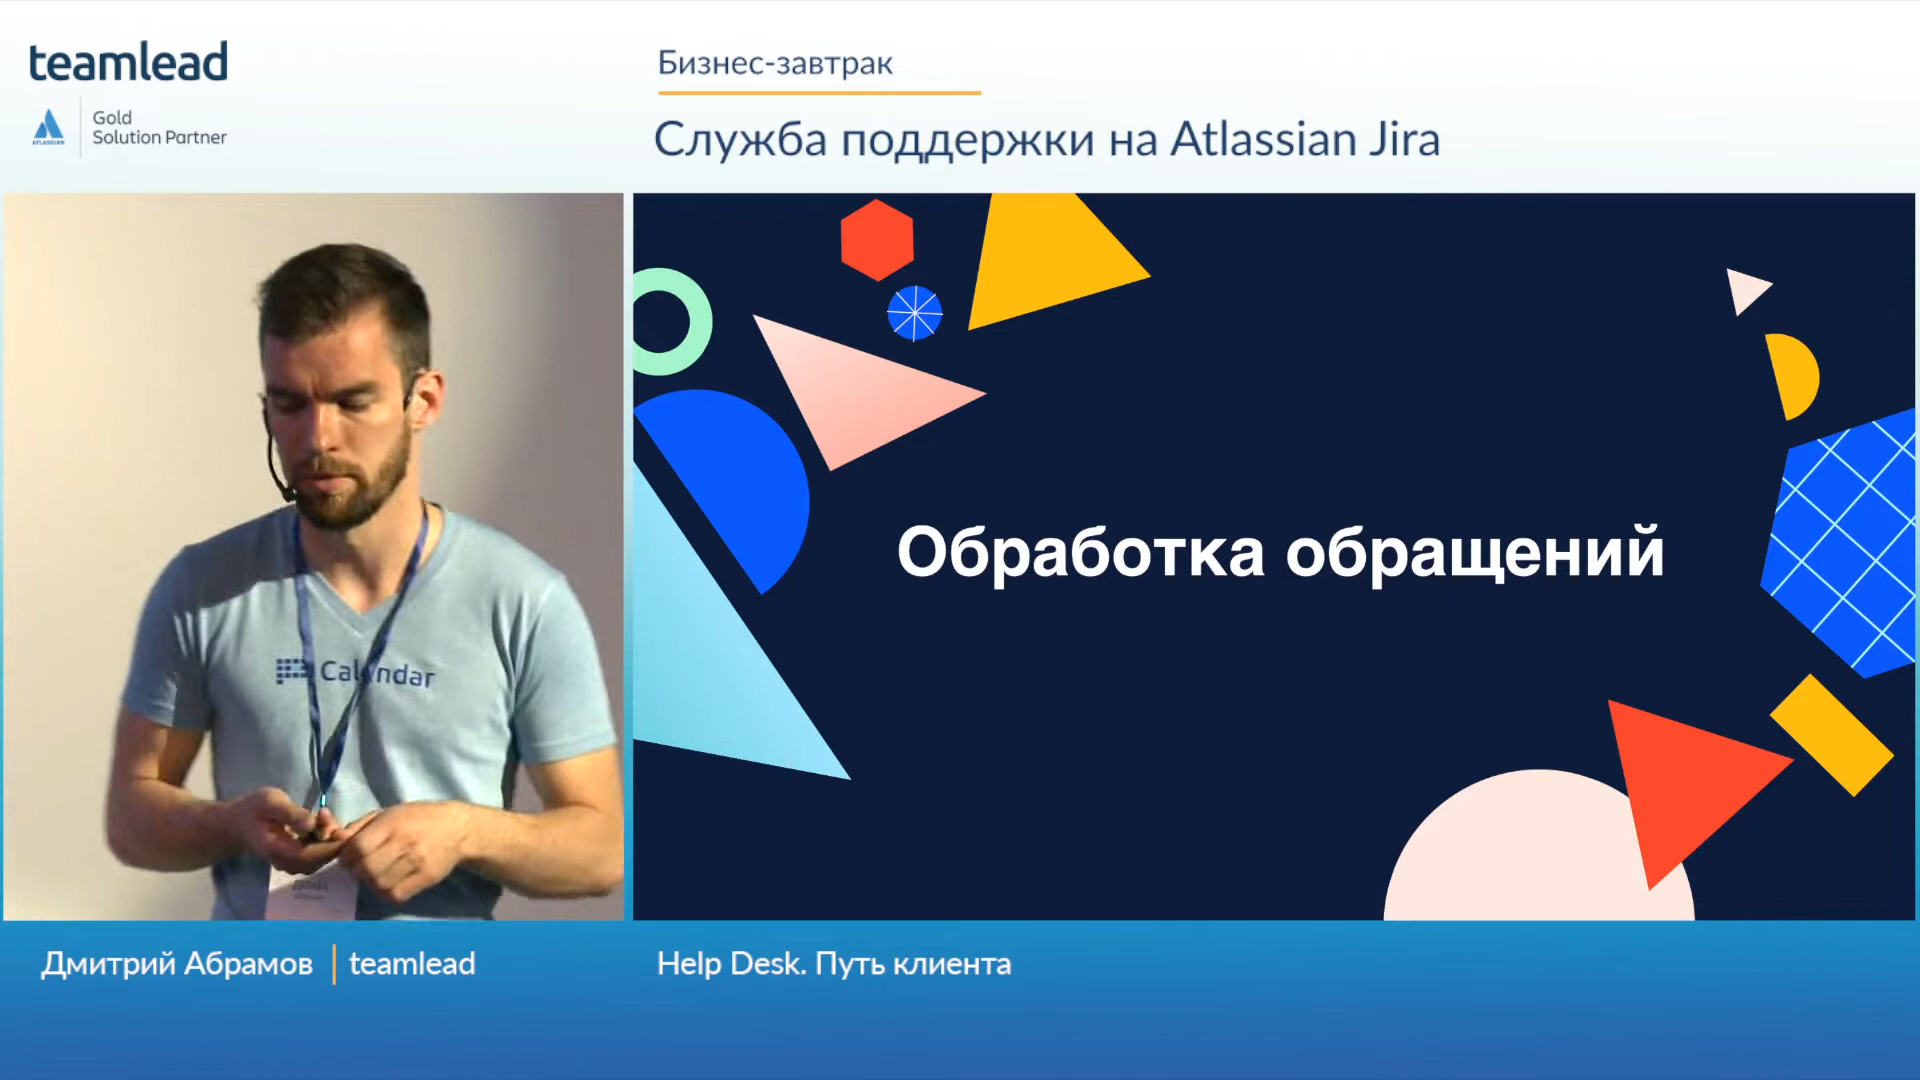 teamlead
ATLASSIAN
Gold
Solution Partner
Бизнес-завтрак
Служба поддержки на Atlassian Jira
Обработка обращений
Дмитрий Абрамов | teamlead
Help Desk. Путь клиента